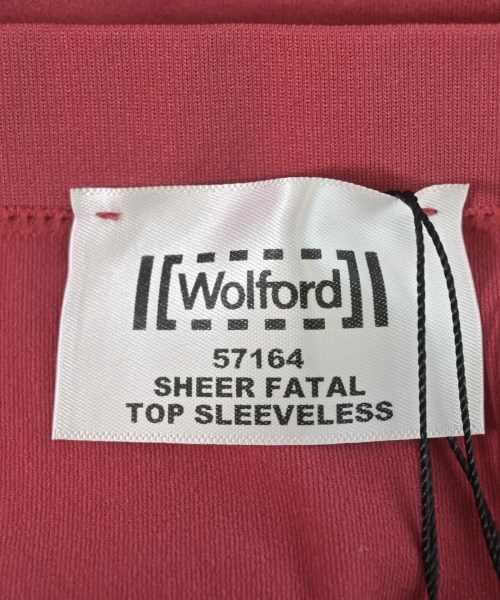 Wolford
57164
SHEER FATAL
TOP SLEEVELESS